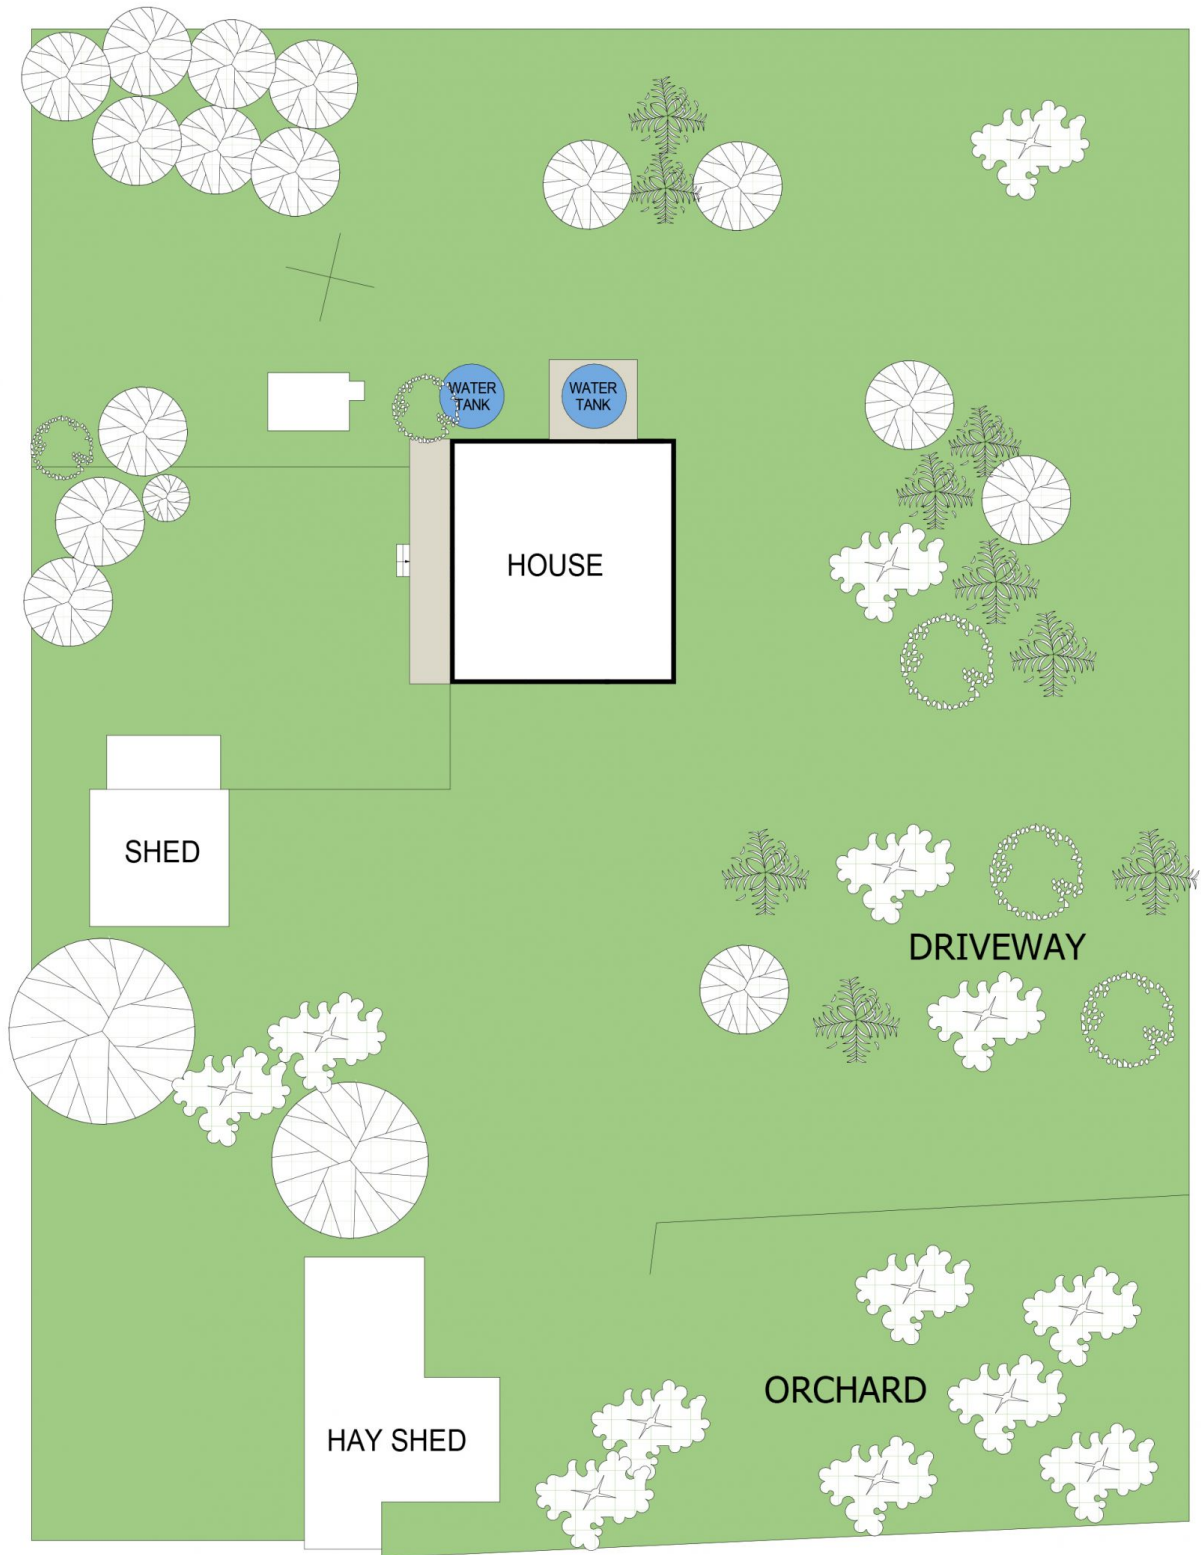 WATER
TANK
WATER
TANK
HOUSE
SHED
DRIVEWAY
ORCHARD
HAY SHED